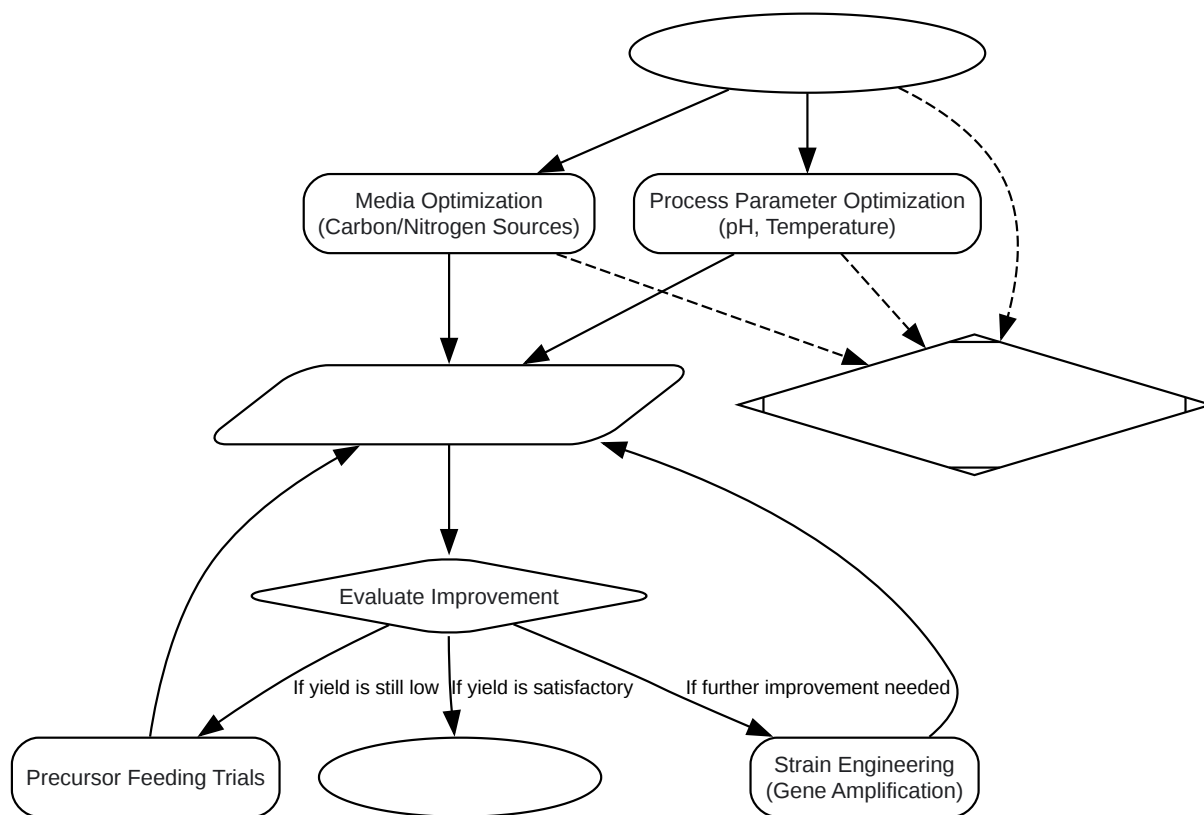 Media Optimization
(Carbon/Nitrogen Sources)
Process Parameter Optimization
(pH, Temperature)
Evaluate Improvement
If yield is still low
If yield is satisfactory
If further improvement needed
Precursor Feeding Trials
Strain Engineering
(Gene Amplification)